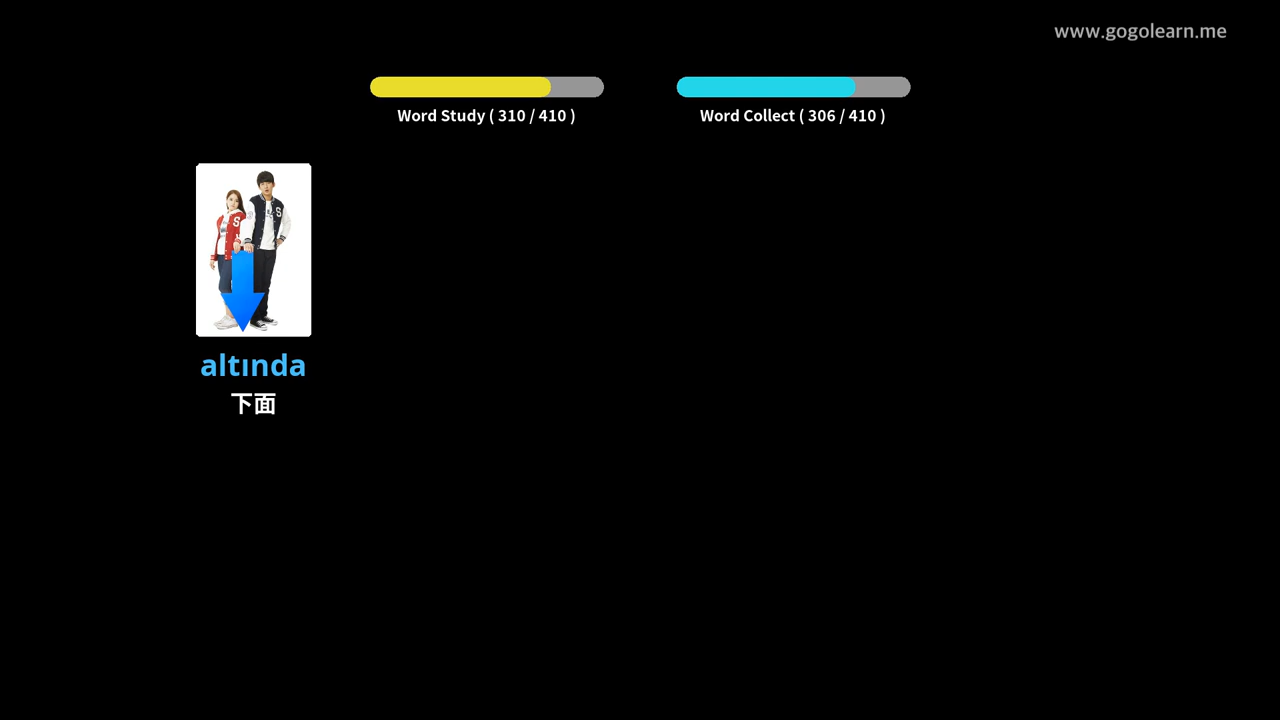 www.gogolearn.me
Word Study ( 310 / 410 )
Word Collect ( 306 / 410 )
S
S
altında
下面